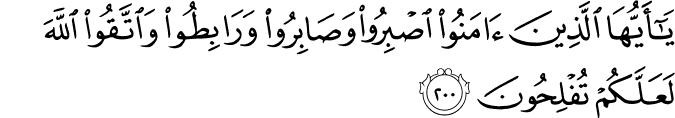 يَٰٓأَيُّهَا ٱلَّذِينَ ءَامَنُوا۟ ٱصْبِرُوا۟ وَصَابِرُوا۟ وَرَابِطُوا۟ وَٱتَّقُوا۟ ٱللَّهَ
لَعَلَّكُمْ تُفْلِحُونَ ٢٠٠